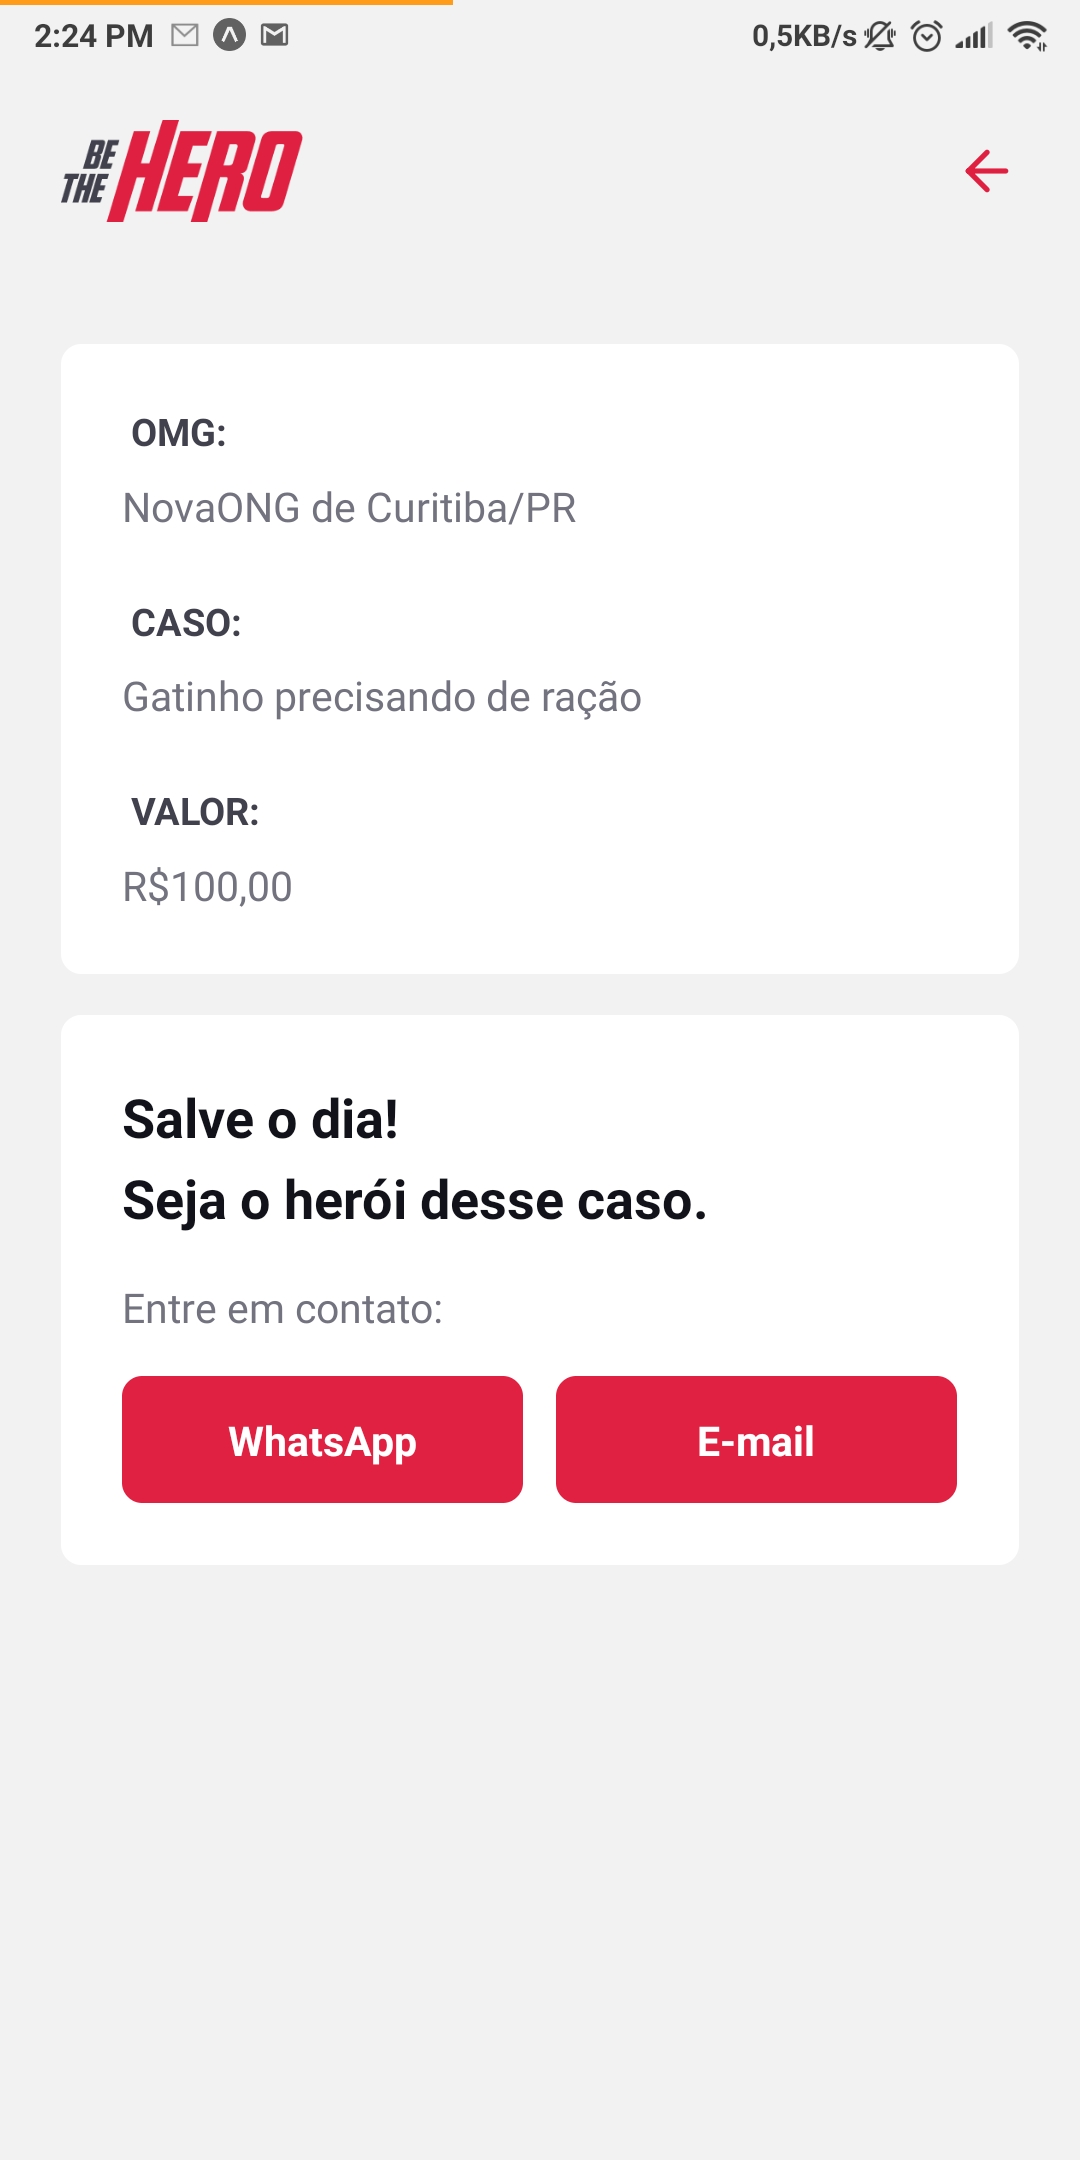 2:24 PM 0,5KB/s
BE
THE HERO
OMG:
NovaONG de Curitiba/PR
CASO:
Gatinho precisando de ração
VALOR:
R$100,00
Salve o dia!
Seja o herói desse caso.
Entre em contato:
WhatsApp E-mail